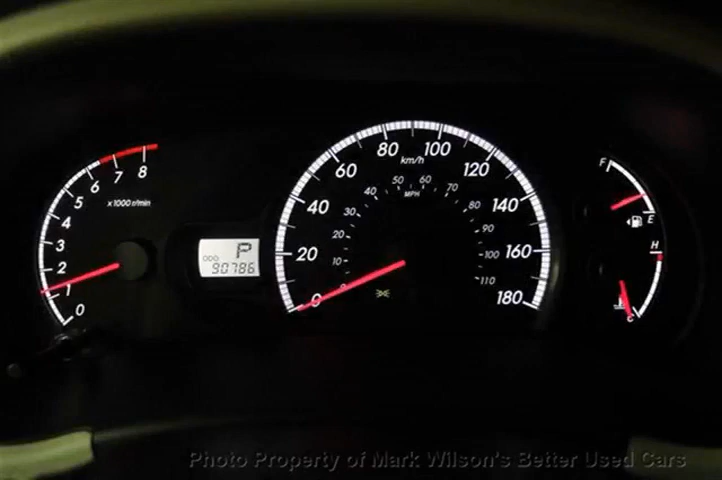 0 1 2 3 4 5 6 7 8
x1000 r/min
P
ODO
90786
0 20 40 60 80 100 120 140 160 180
km/h
0 10 20 30 40 50 60 70 80 90 100 110
MPH
F
E
H
C
Photo Property of Mark Wilson's Better Used Cars